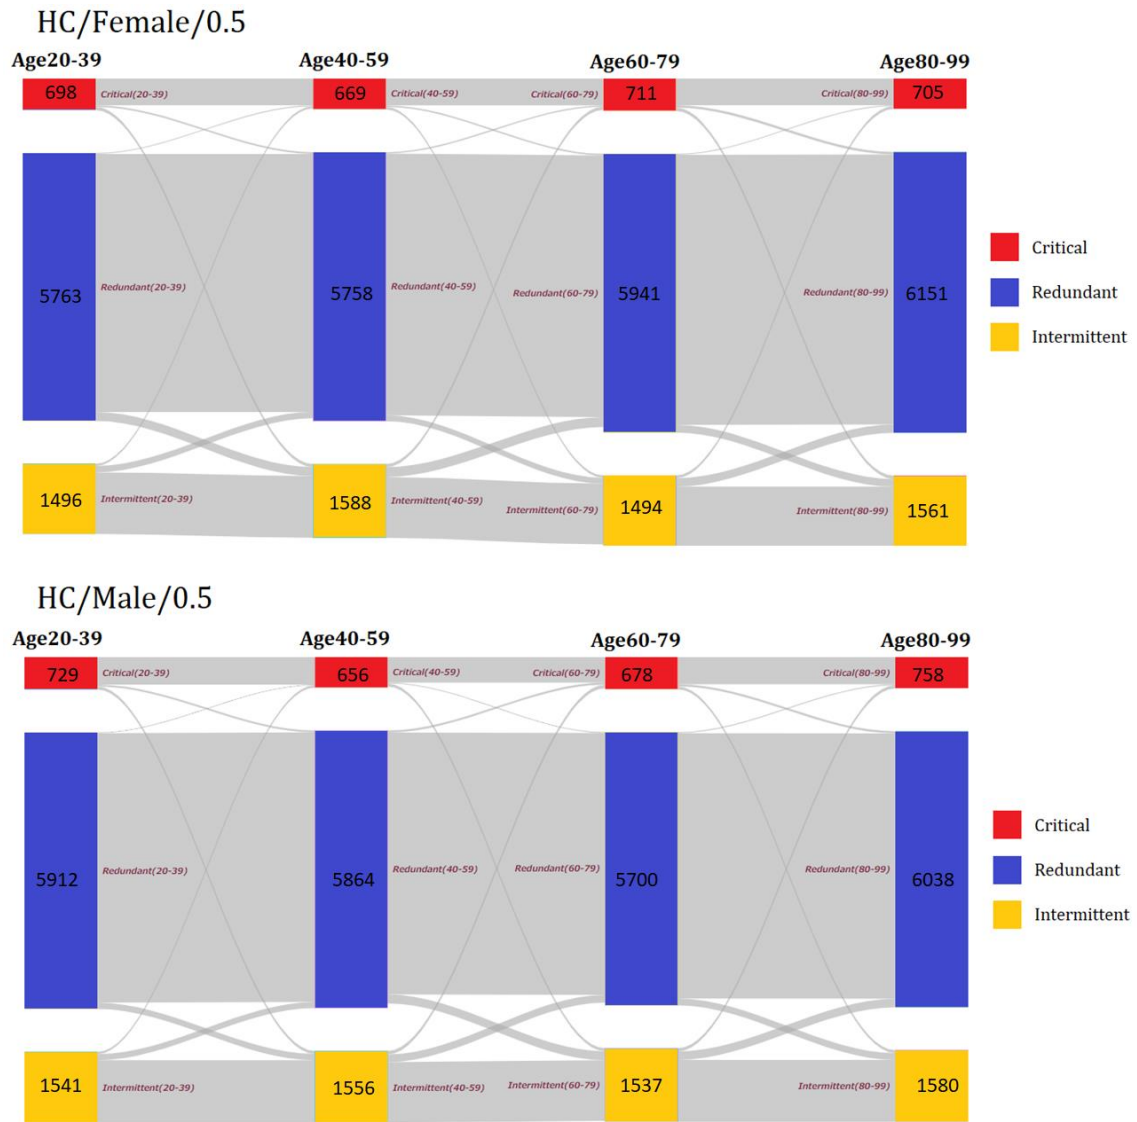 HC/Female/0.5
Age20-39 Age40-59 Age60-79 Age80-99
698 Critical(20-39) 669 Critical(40-59) Critical(60-79) 711 Critical(80-99) 705
Critical
5763 Redundant(20-39) 5758 Redundant(40-59) Redundant(60-79) 5941 Redundant(80-99) 6151
Redundant
Intermittent
1496 Intermittent(20-39) 1588 Intermittent(40-59) Intermittent(60-79) 1494 Intermittent(80-99) 1561
HC/Male/0.5
Age20-39 Age40-59 Age60-79 Age80-99
729 Critical(20-39) 656 Critical(40-59) Critical(60-79) 678 Critical(80-99) 758
Critical
5912 Redundant(20-39) 5864 Redundant(40-59) Redundant(60-79) 5700 Redundant(80-99) 6038
Redundant
Intermittent
1541 Intermittent(20-39) 1556 Intermittent(40-59) Intermittent(60-79) 1537 Intermittent(80-99) 1580